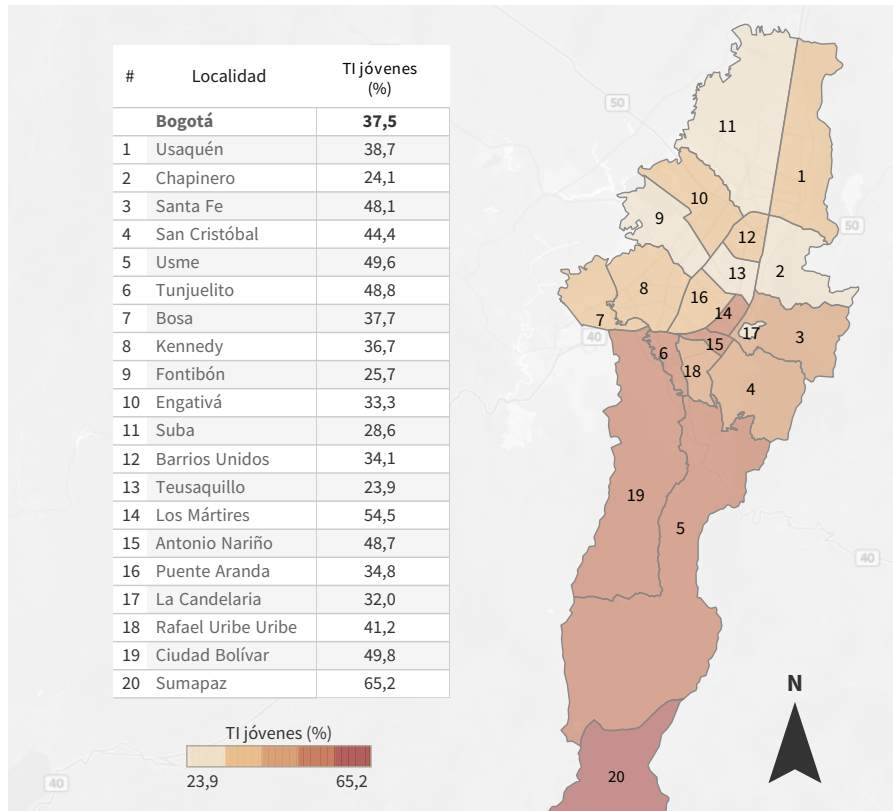 # Localidad TI jóvenes
(%)
Bogotá 37,5
1 Usaquén 38,7
2 Chapinero 24,1
3 Santa Fe 48,1
4 San Cristóbal 44,4
5 Usme 49,6
6 Tunjuelito 48,8
7 Bosa 37,7
8 Kennedy 36,7
9 Fontibón 25,7
10 Engativá 33,3
11 Suba 28,6
12 Barrios Unidos 34,1
13 Teusaquillo 23,9
14 Los Mártires 54,5
15 Antonio Nariño 48,7
16 Puente Aranda 34,8
17 La Candelaria 32,0
18 Rafael Uribe Uribe 41,2
19 Ciudad Bolívar 49,8
20 Sumapaz 65,2
TI jóvenes (%)
23,9 65,2
40
50
11
1
10
9
12
50
13
2
8
16
7
14
17
3
40
6
15
18
4
19
5
40
N
20